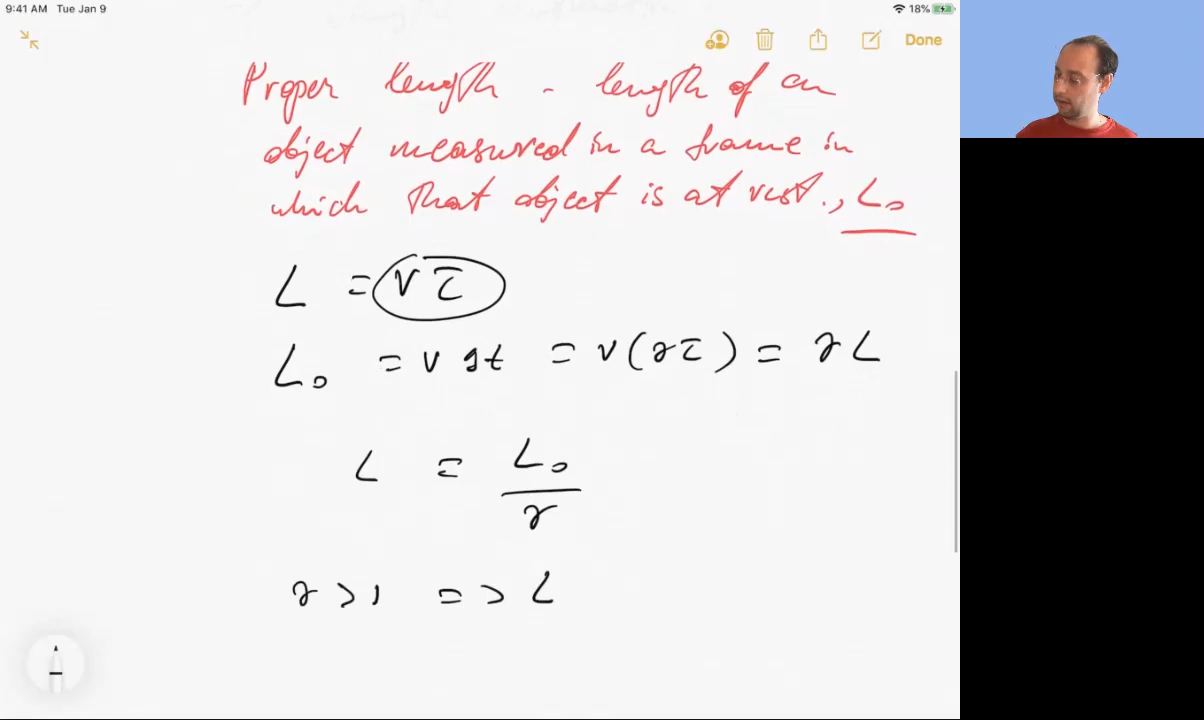 9:41 AM Tue Jan 9 18%
Done
Proper length - length of an
object measured in a frame in
which that object is at rest., L₀
L = vτ
L₀ = v Δt = v(γτ) = γL
L = L₀/γ
γ > 1 => L